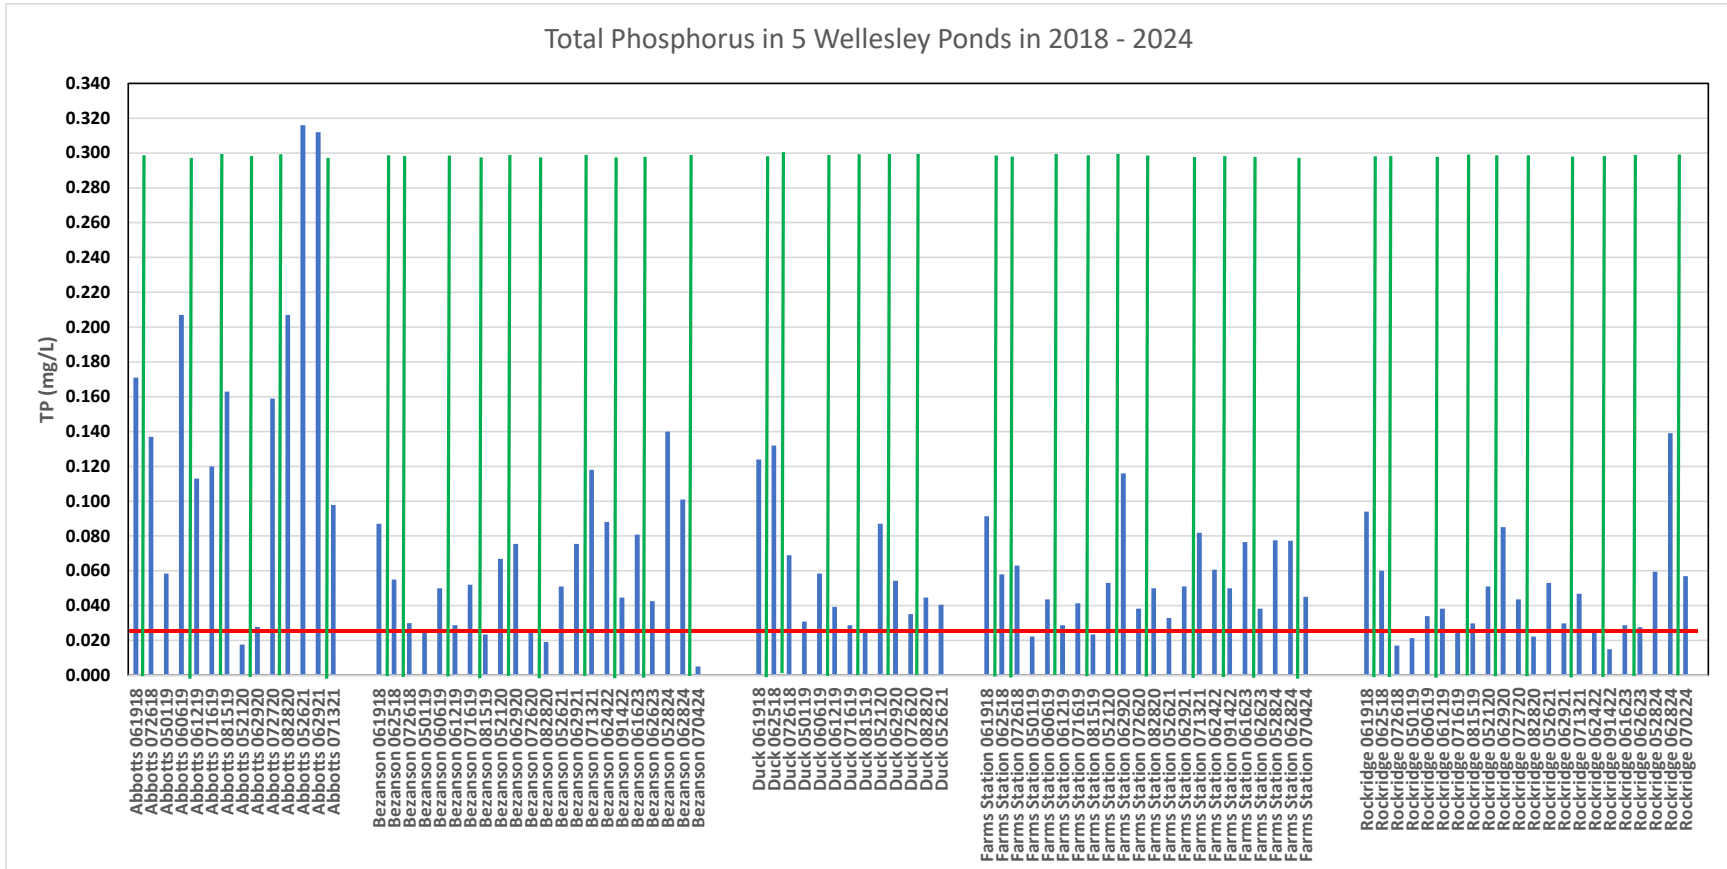 Total Phosphorus in 5 Wellesley Ponds in 2018 - 2024
TP (mg/L)
0.340
0.320
0.300
0.280
0.260
0.240
0.220
0.200
0.180
0.160
0.140
0.120
0.100
0.080
0.060
0.040
0.020
0.000
Abbotts 061918
Abbotts 072618
Abbotts 050119
Abbotts 060619
Abbotts 061219
Abbotts 071619
Abbotts 081519
Abbotts 052120
Abbotts 062920
Abbotts 072720
Abbotts 082820
Abbotts 052621
Abbotts 062921
Abbotts 071321
Bezanson 061918
Bezanson 062518
Bezanson 072618
Bezanson 050119
Bezanson 060619
Bezanson 061219
Bezanson 071619
Bezanson 081519
Bezanson 052120
Bezanson 062920
Bezanson 072620
Bezanson 082820
Bezanson 052621
Bezanson 062921
Bezanson 071321
Bezanson 062422
Bezanson 091422
Bezanson 061623
Bezanson 062623
Bezanson 052824
Bezanson 062824
Bezanson 070424
Duck 061918
Duck 062518
Duck 072618
Duck 050119
Duck 060619
Duck 061219
Duck 071619
Duck 081519
Duck 052120
Duck 062920
Duck 072620
Duck 082820
Duck 052621
Farms Station 061918
Farms Station 062518
Farms Station 072618
Farms Station 050119
Farms Station 060619
Farms Station 061219
Farms Station 071619
Farms Station 081519
Farms Station 052120
Farms Station 062920
Farms Station 072620
Farms Station 082820
Farms Station 052621
Farms Station 062921
Farms Station 071321
Farms Station 062422
Farms Station 091422
Farms Station 061623
Farms Station 062623
Farms Station 052824
Farms Station 062824
Farms Station 070424
Rockridge 061918
Rockridge 062518
Rockridge 072618
Rockridge 050119
Rockridge 060619
Rockridge 061219
Rockridge 071619
Rockridge 081519
Rockridge 052120
Rockridge 062920
Rockridge 072720
Rockridge 082820
Rockridge 052621
Rockridge 062921
Rockridge 071321
Rockridge 062422
Rockridge 091422
Rockridge 061623
Rockridge 062623
Rockridge 052824
Rockridge 062824
Rockridge 070224